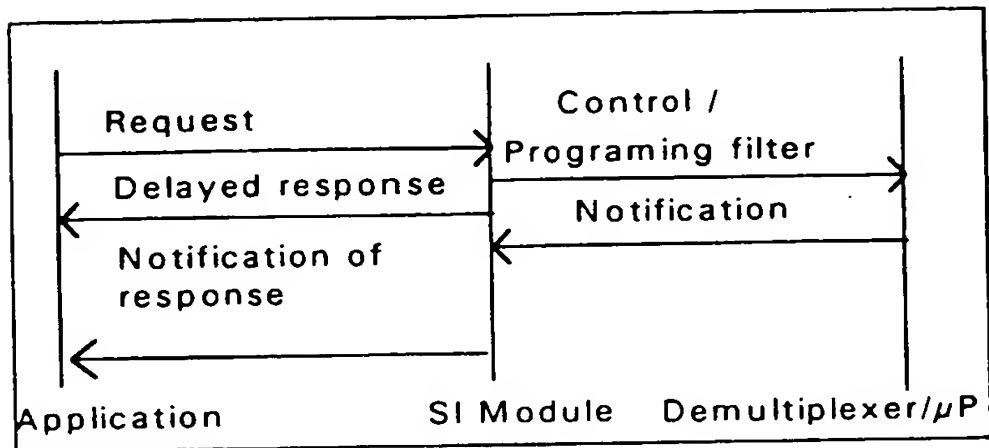 Request
Control /
Programing filter
Delayed response
Notification
Notification of
response
Application
SI Module
Demultiplexer/μP